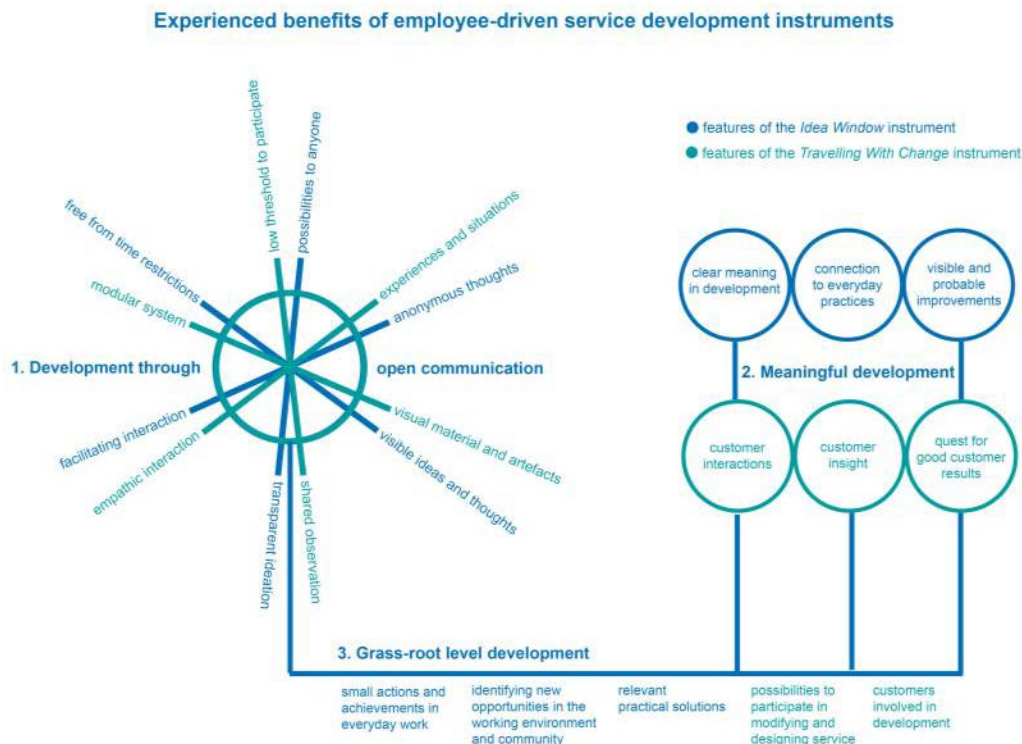 Experienced benefits of employee-driven service development instruments
features of the Idea Window instrument
features of the Travelling With Change instrument
low threshold to participate
possibilities to anyone
free from time restrictions
experiences and situations
modular system
anonymous thoughts
1. Development through
open communication
facilitating interaction
visual material and artefacts
empathic interaction
visible ideas and thoughts
transparent ideation
shared observation
clear meaning
in development
connection
to everyday
practices
visible and
probable
improvements
2. Meaningful development
customer
interactions
customer
insight
quest for
good customer
results
3. Grass-root level development
small actions and
achievements in
everyday work
identifying new
opportunities in the
working environment
and community
relevant
practical solutions
possibilities to
participate in
modifying and
designing service
customers
involved in
development